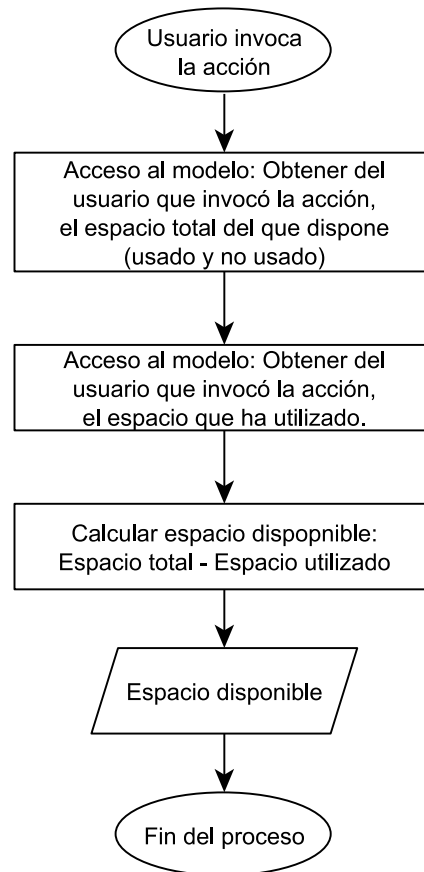 Usuario invoca
la acción
Acceso al modelo: Obtener del
usuario que invocó la acción,
el espacio total del que dispone
(usado y no usado)
Acceso al modelo: Obtener del
usuario que invocó la acción,
el espacio que ha utilizado.
Calcular espacio dispopnible:
Espacio total - Espacio utilizado
Espacio disponible
Fin del proceso